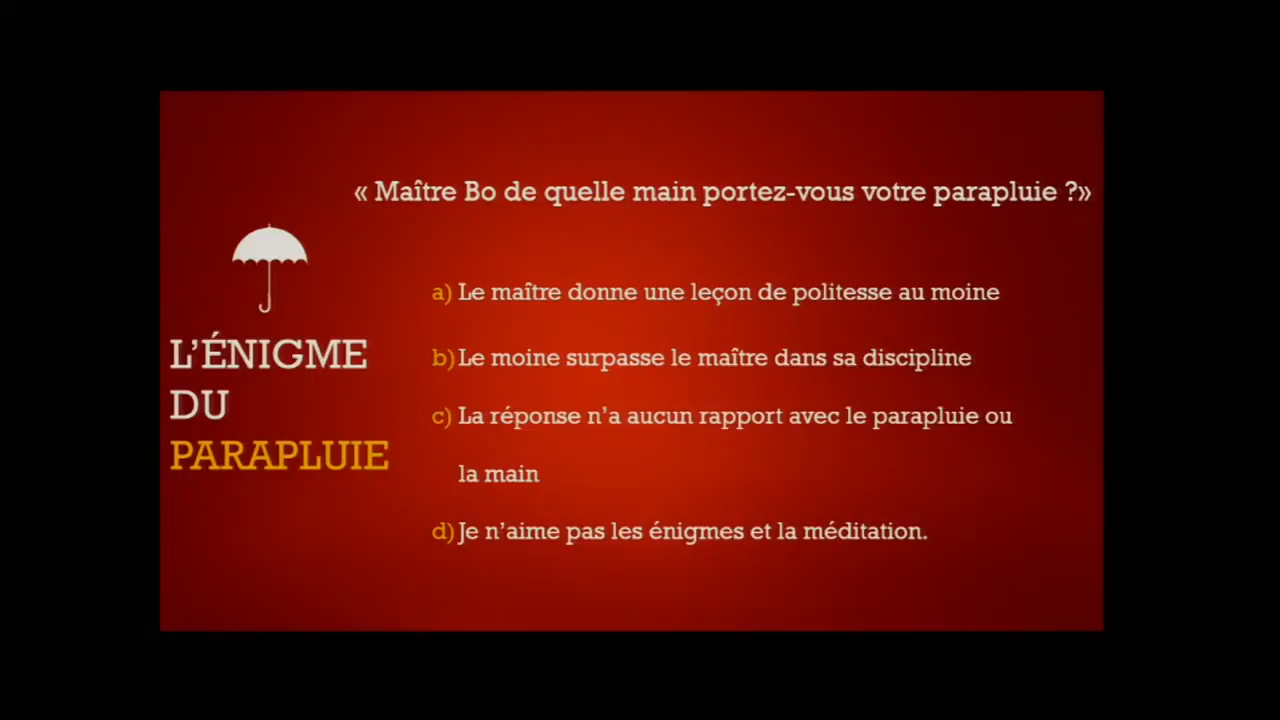 « Maître Bo de quelle main portez-vous votre parapluie ?»
L'ÉNIGME
DU
PARAPLUIE
a) Le maître donne une leçon de politesse au moine
b) Le moine surpasse le maître dans sa discipline
c) La réponse n'a aucun rapport avec le parapluie ou
la main
d) Je n'aime pas les énigmes et la méditation.